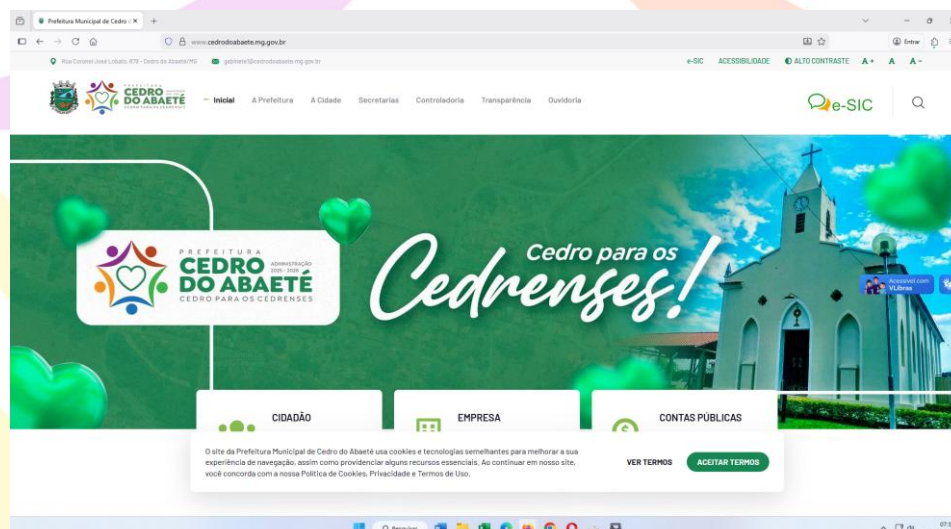 Prefeitura Municipal de Cedro
www.cedrodoabaete.mg.gov.br
Entrar
Rua Coronel José Lobato, 879 - Cedro do Abaeté/MG
gabinete1@cedrodoabaete.mg.gov.br
e-SIC ACESSIBILIDADE ALTO CONTRASTE A+ A A-
CEDRO
DO ABAETÉ
Inicial A Prefeitura A Cidade Secretarias Controladoria Transparência Ouvidoria
e-SIC
PREFEITURA
CEDRO
ADMINISTRAÇÃO
DO ABAETÉ
CEDRO PARA OS CEDRENSES
Cedro para os
Cedrenses!
Acessível com
VLibras
CIDADÃO
EMPRESA
CONTAS PÚBLICAS
O site da Prefeitura Municipal de Cedro do Abaeté usa cookies e tecnologias semelhantes para melhorar a sua
experiência de navegação, assim como providenciar alguns recursos essenciais. Ao continuar em nosso site,
você concorda com a nossa Política de Cookies, Privacidade e Termos de Uso.
VER TERMOS
ACEITAR TERMOS